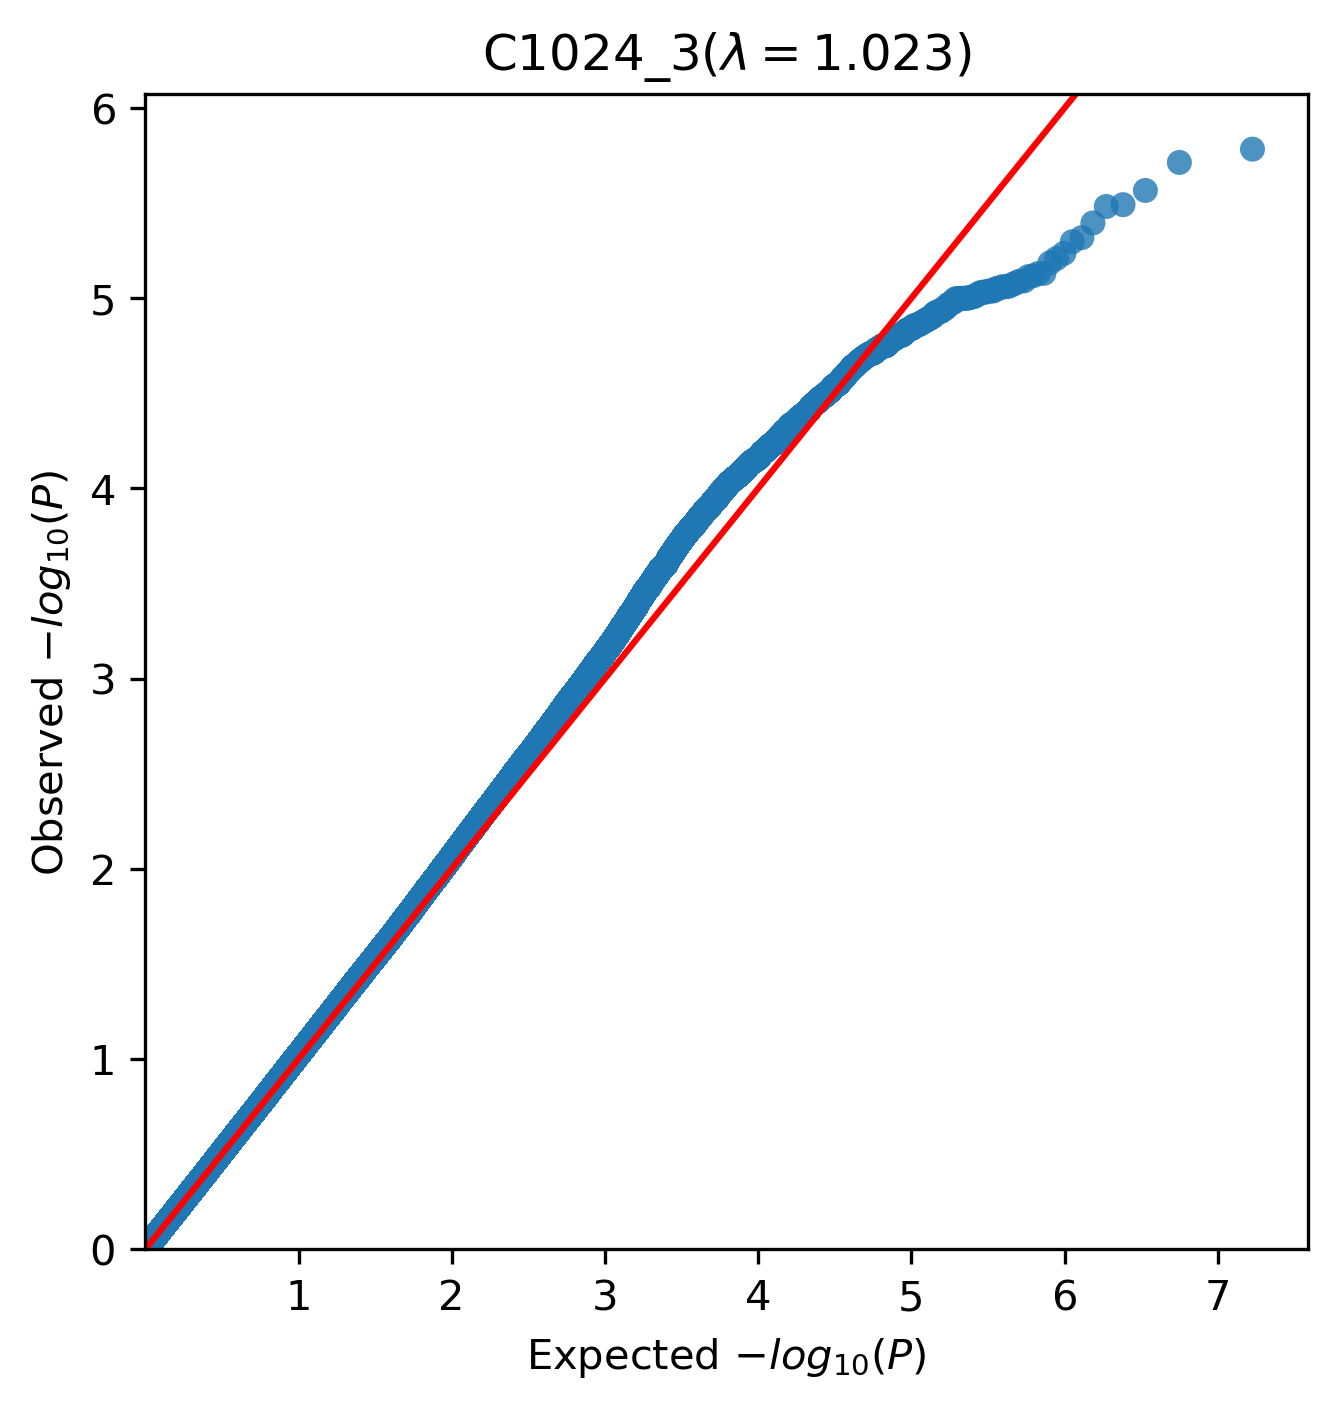 C1024_3(λ = 1.023)
6
5
4
3
2
1
0
Observed −log₁₀(P)
1 2 3 4 5 6 7
Expected −log₁₀(P)